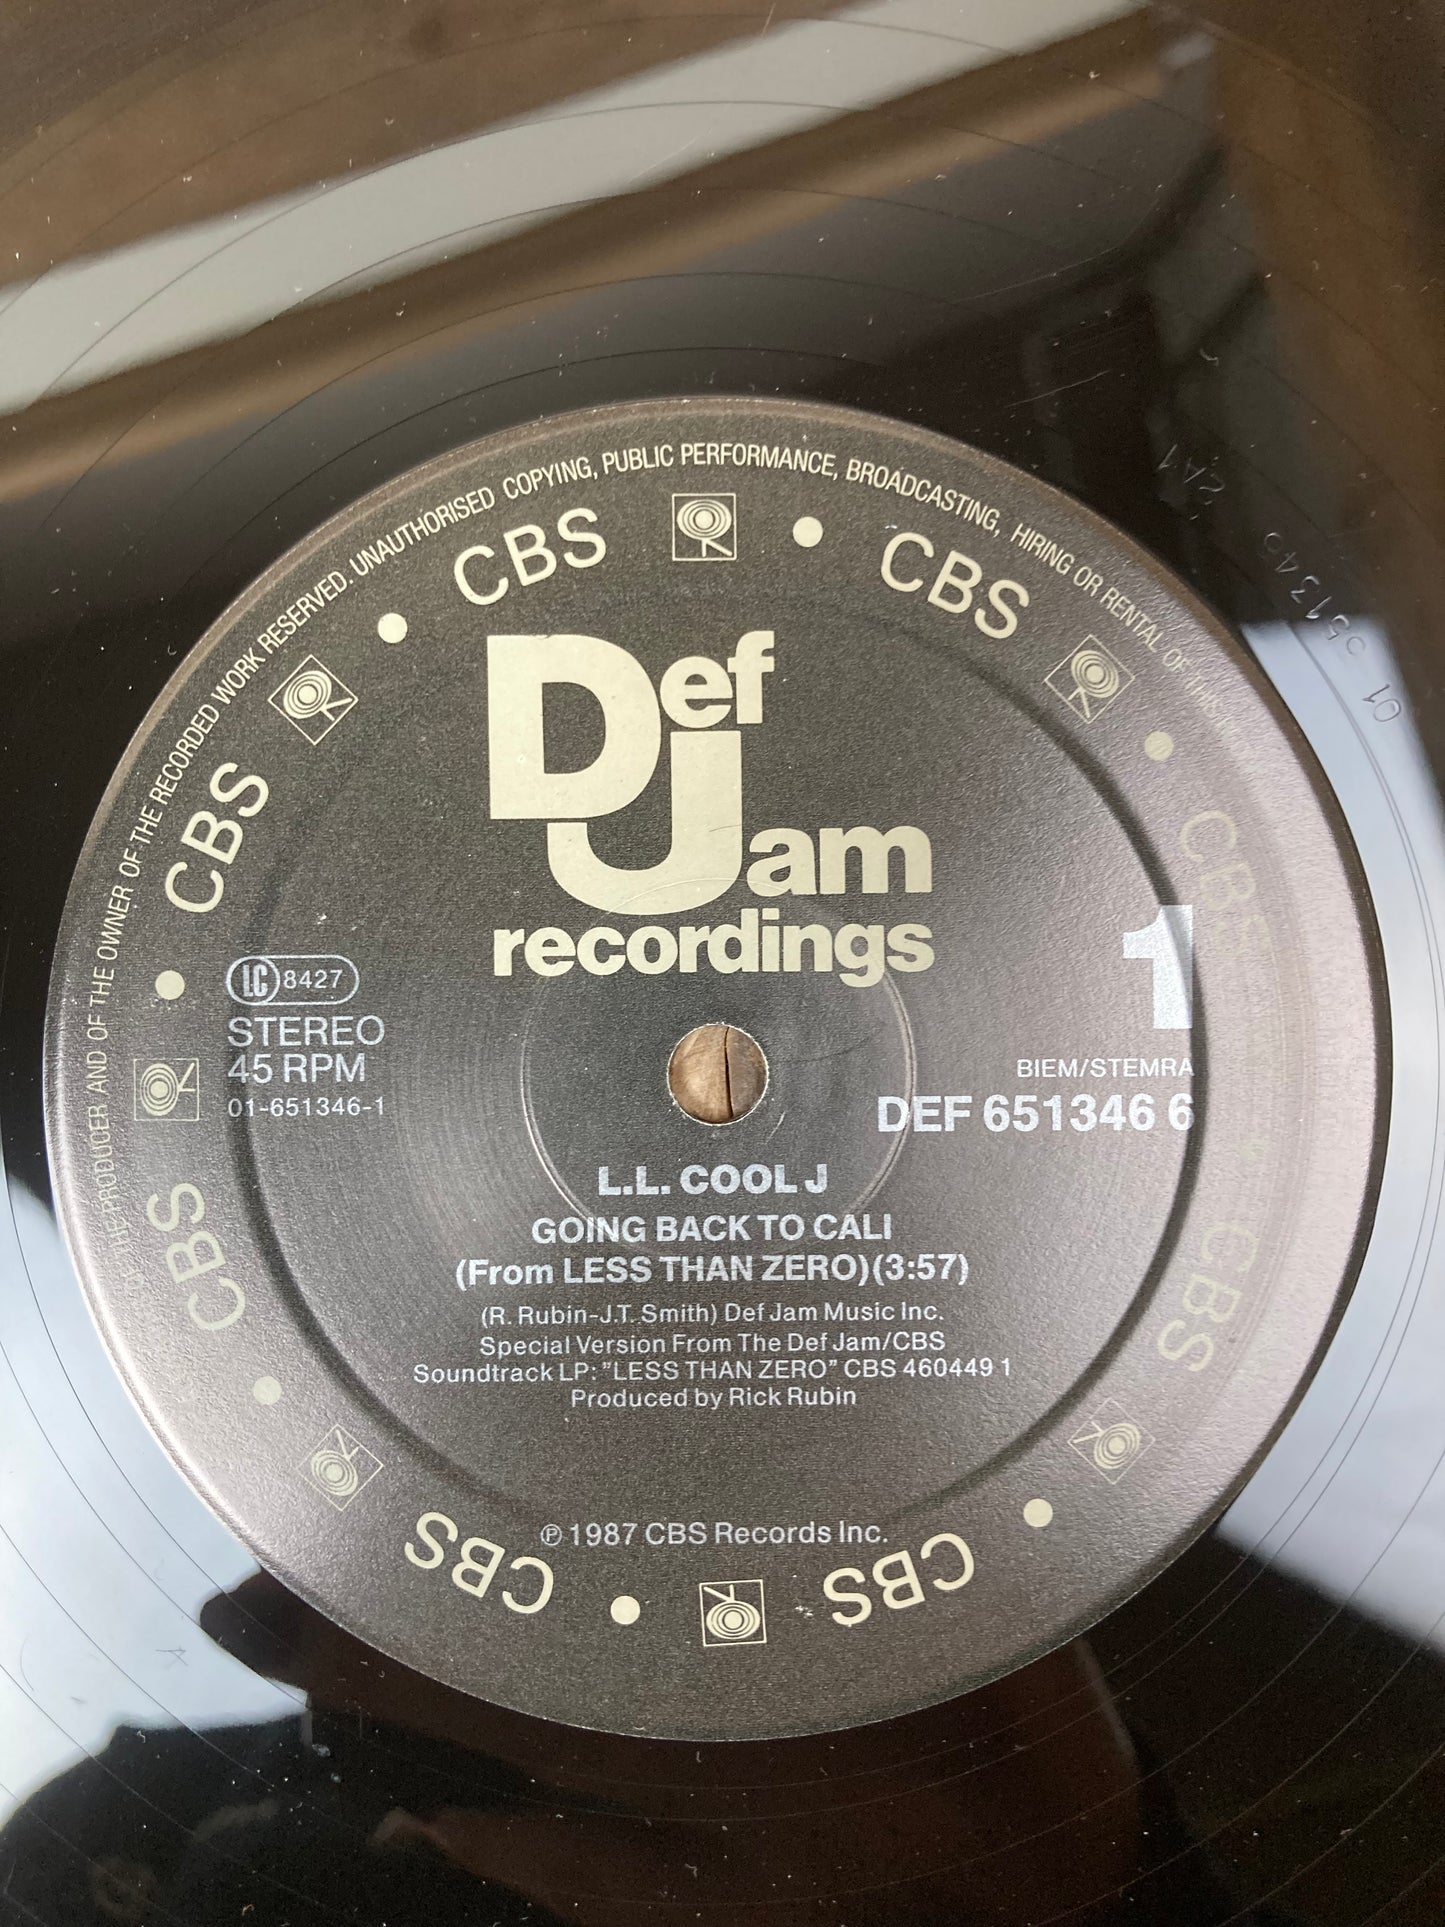 OF THE PRODUCER AND OF THE OWNER OF THE RECORDED WORK RESERVED. UNAUTHORISED COPYING, PUBLIC PERFORMANCE, BROADCASTING, HIRING OR RENTAL OF
CBS
CBS
CBS
CBS
CBS
CBS
CBS
CBS
Def
Jam
recordings
LC 8427
STEREO
45 RPM
01-651346-1
1
BIEM/STEMRA
DEF 651346 6
L.L. COOL J
GOING BACK TO CALI
(From LESS THAN ZERO)(3:57)
(R. Rubin-J.T. Smith) Def Jam Music Inc.
Special Version From The Def Jam/CBS
Soundtrack LP: "LESS THAN ZERO" CBS 460449 1
Produced by Rick Rubin
℗ 1987 CBS Records Inc.